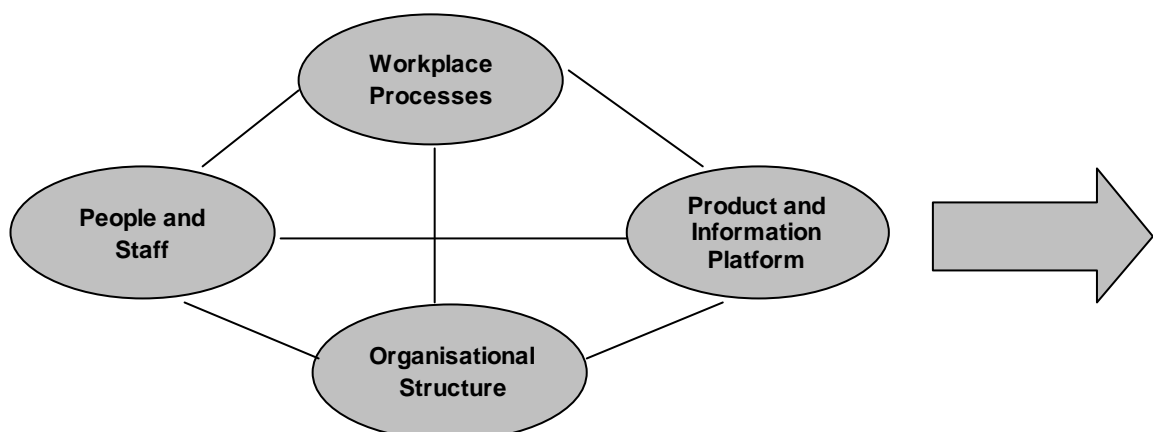 Workplace
Processes
People and
Staff
Product and
Information
Platform
Organisational
Structure